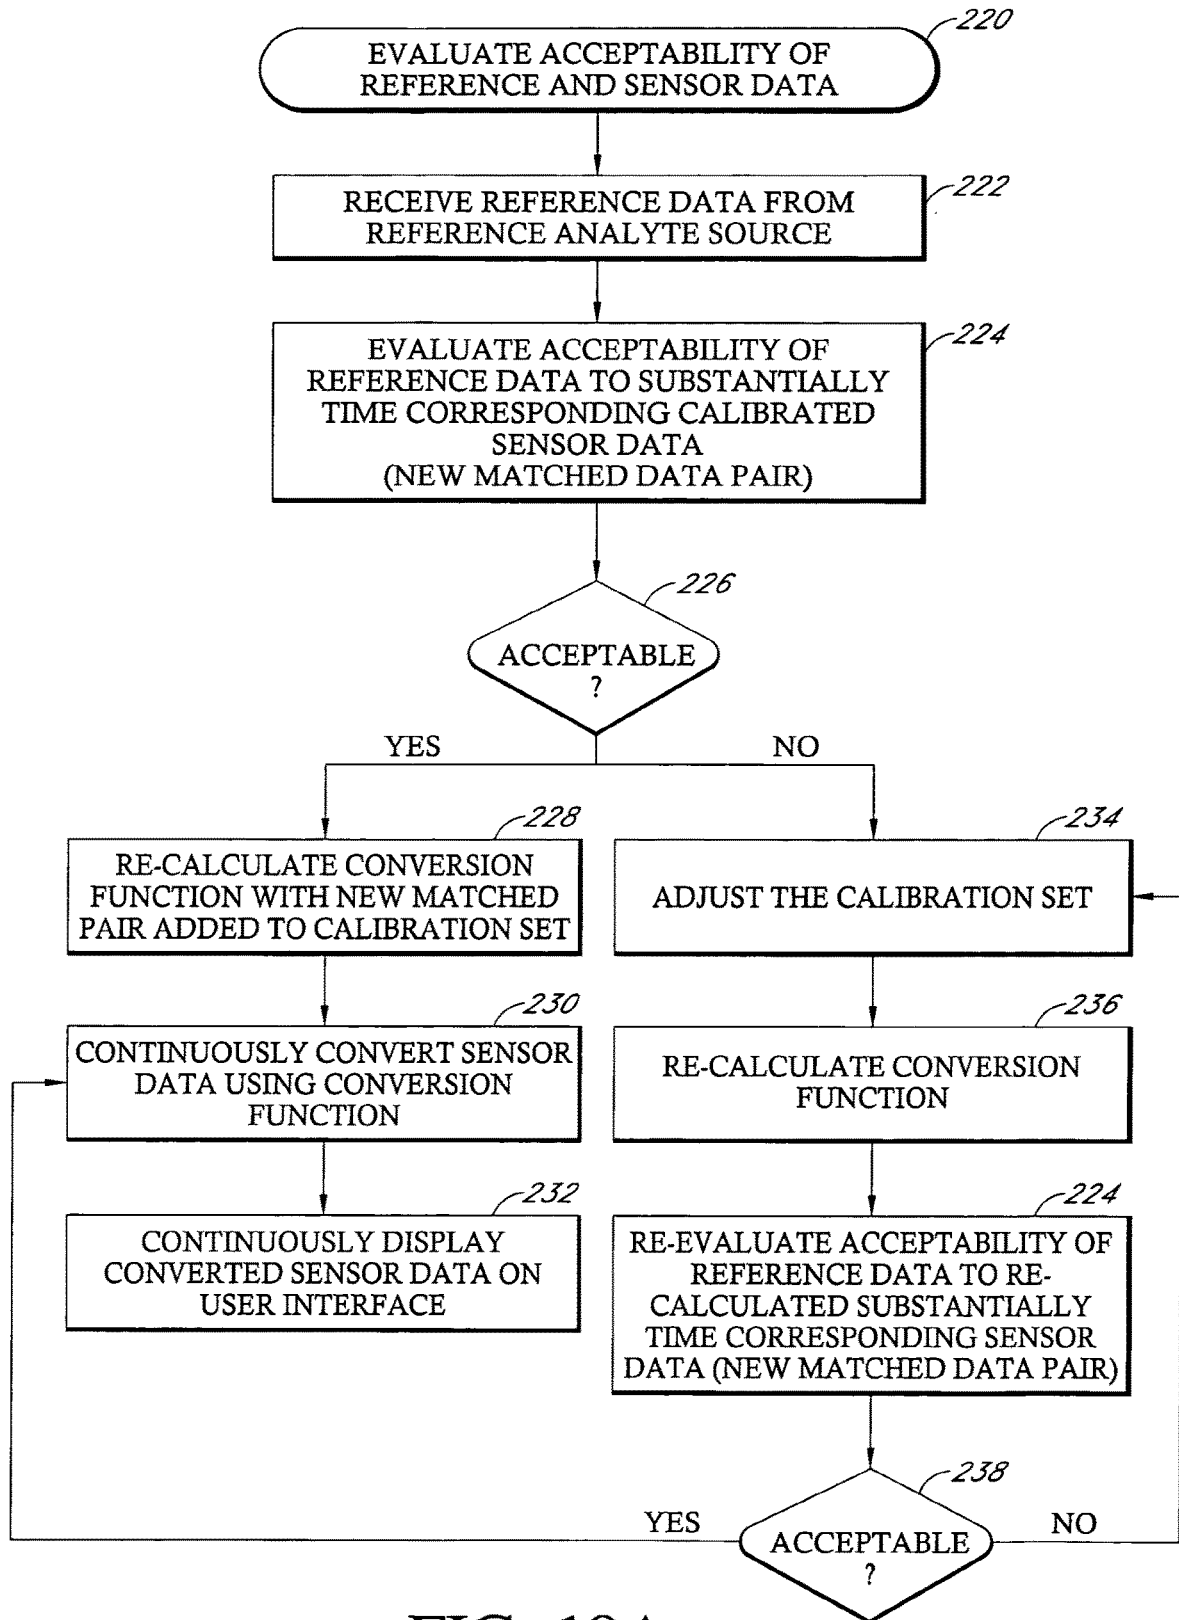 220
EVALUATE ACCEPTABILITY OF
REFERENCE AND SENSOR DATA
222
RECEIVE REFERENCE DATA FROM
REFERENCE ANALYTE SOURCE
224
EVALUATE ACCEPTABILITY OF
REFERENCE DATA TO SUBSTANTIALLY
TIME CORRESPONDING CALIBRATED
SENSOR DATA
(NEW MATCHED DATA PAIR)
226
ACCEPTABLE
?
YES
NO
228
RE-CALCULATE CONVERSION
FUNCTION WITH NEW MATCHED
PAIR ADDED TO CALIBRATION SET
234
ADJUST THE CALIBRATION SET
230
CONTINUOUSLY CONVERT SENSOR
DATA USING CONVERSION
FUNCTION
236
RE-CALCULATE CONVERSION
FUNCTION
232
CONTINUOUSLY DISPLAY
CONVERTED SENSOR DATA ON
USER INTERFACE
224
RE-EVALUATE ACCEPTABILITY OF
REFERENCE DATA TO RE-
CALCULATED SUBSTANTIALLY
TIME CORRESPONDING SENSOR
DATA (NEW MATCHED DATA PAIR)
238
YES
ACCEPTABLE
?
NO